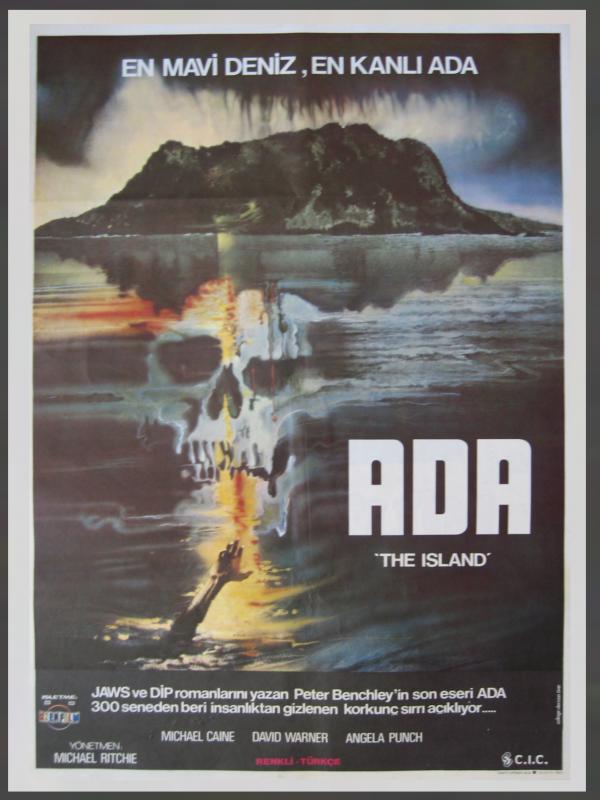 EN MAVİ DENİZ, EN KANLI ADA
ADA
`THE ISLAND´
İŞLETME:
JAWS ve DİP romanlarını yazan Peter Benchley'in son eseri ADA
300 seneden beri insanlıktan gizlenen korkunç sırrı açıklıyor.....
MICHAEL CAINE DAVID WARNER ANGELA PUNCH
YÖNETMEN:
MICHAEL RITCHIE
RENKLİ - TÜRKÇE
C.I.C.